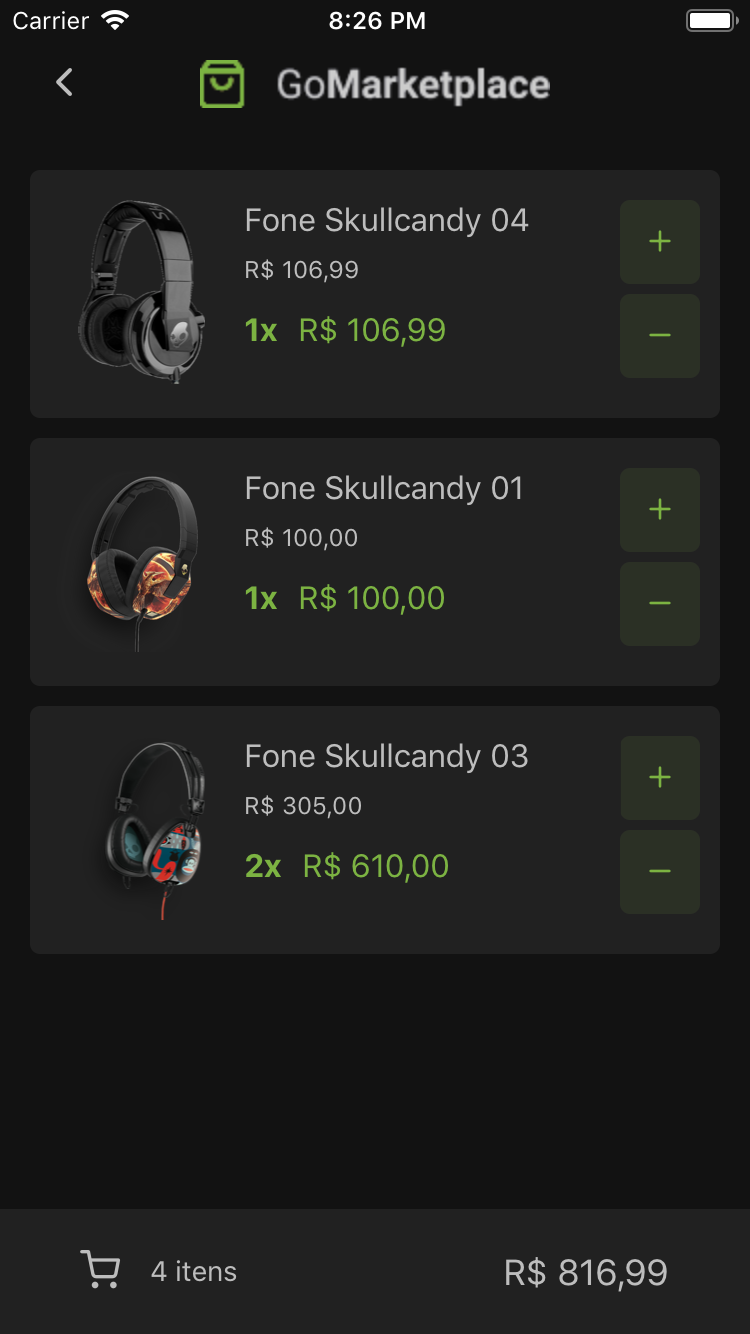 Carrier 8:26 PM
GoMarketplace
Fone Skullcandy 04
R$ 106,99
1x R$ 106,99
+
−
Fone Skullcandy 01
R$ 100,00
1x R$ 100,00
+
−
Fone Skullcandy 03
R$ 305,00
2x R$ 610,00
+
−
4 itens R$ 816,99